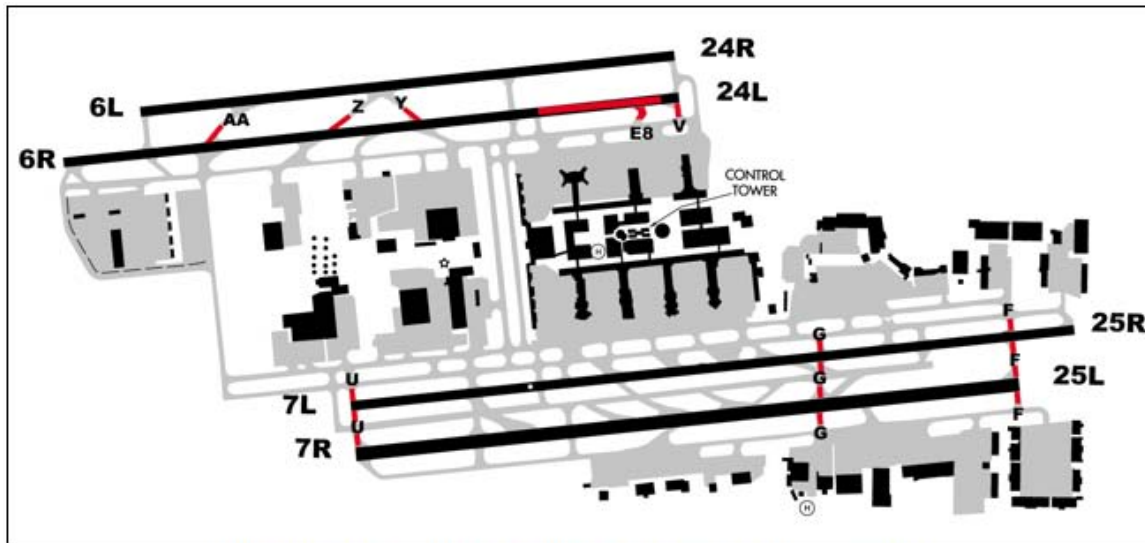 24R
24L
6L
6R
AA
Z
Y
E8
V
CONTROL
TOWER
H
F
25R
G
U
7L
F
25L
G
U
7R
F
G
H